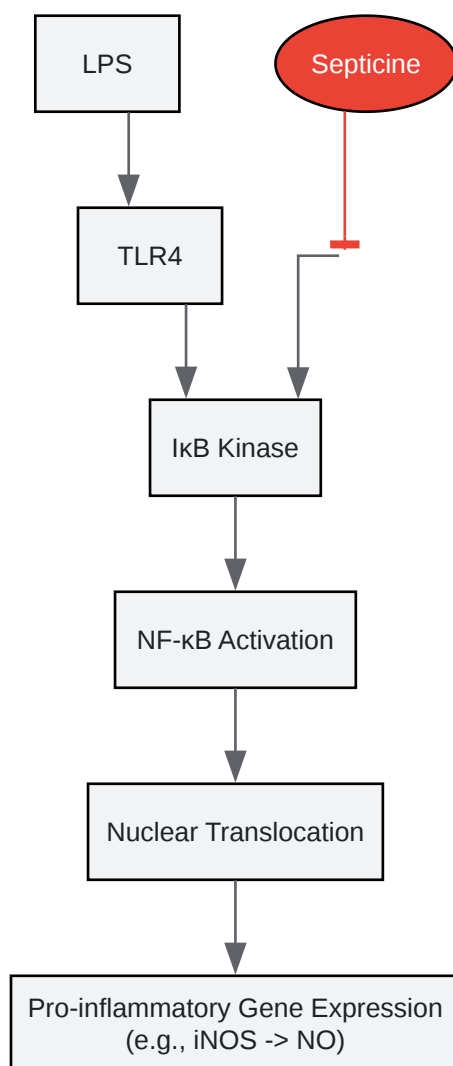 LPS
Septicine
TLR4
IκB Kinase
NF-κB Activation
Nuclear Translocation
Pro-inflammatory Gene Expression
(e.g., iNOS -> NO)